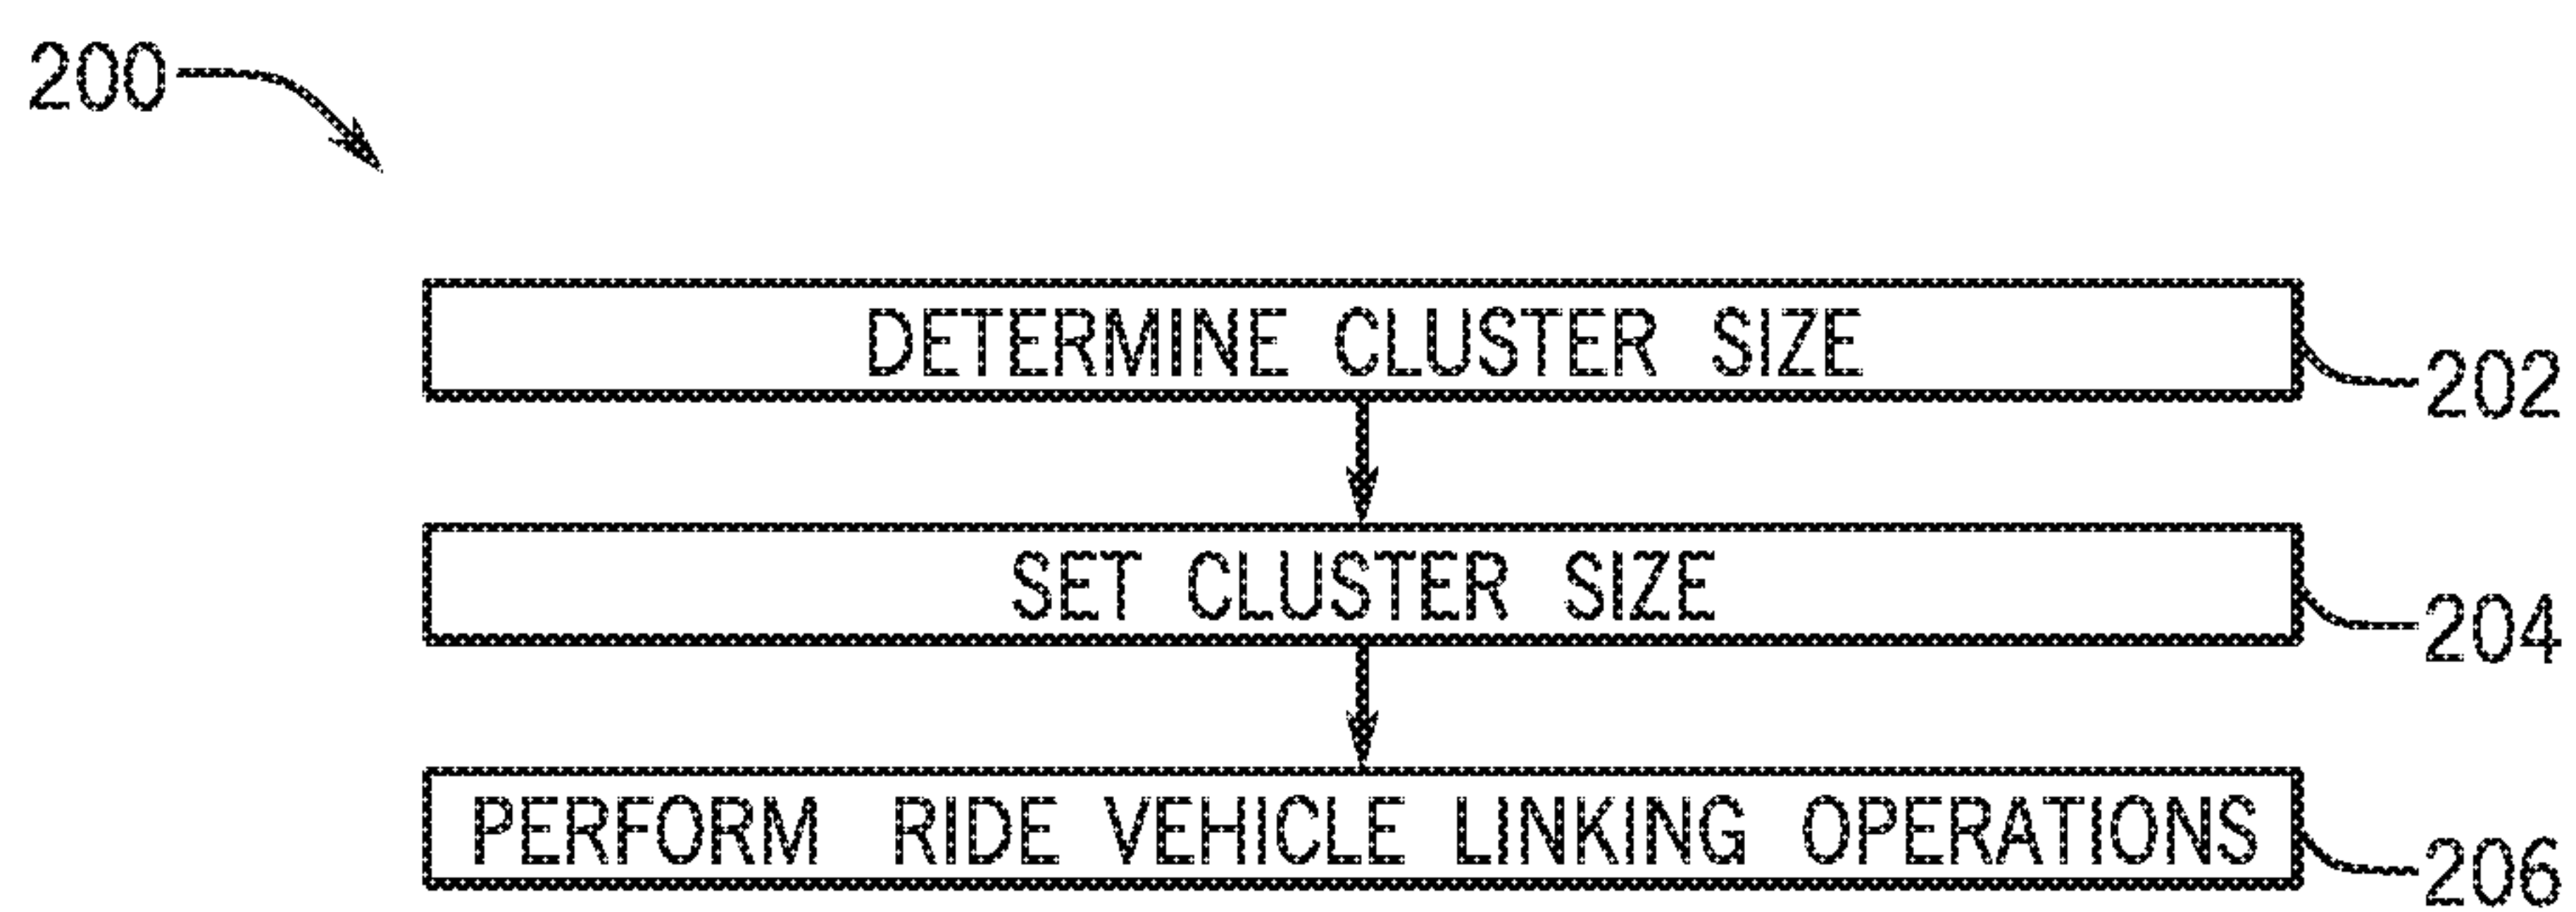 200
DETERMINE CLUSTER SIZE
202
SET CLUSTER SIZE
204
PERFORM RIDE VEHICLE LINKING OPERATIONS
206